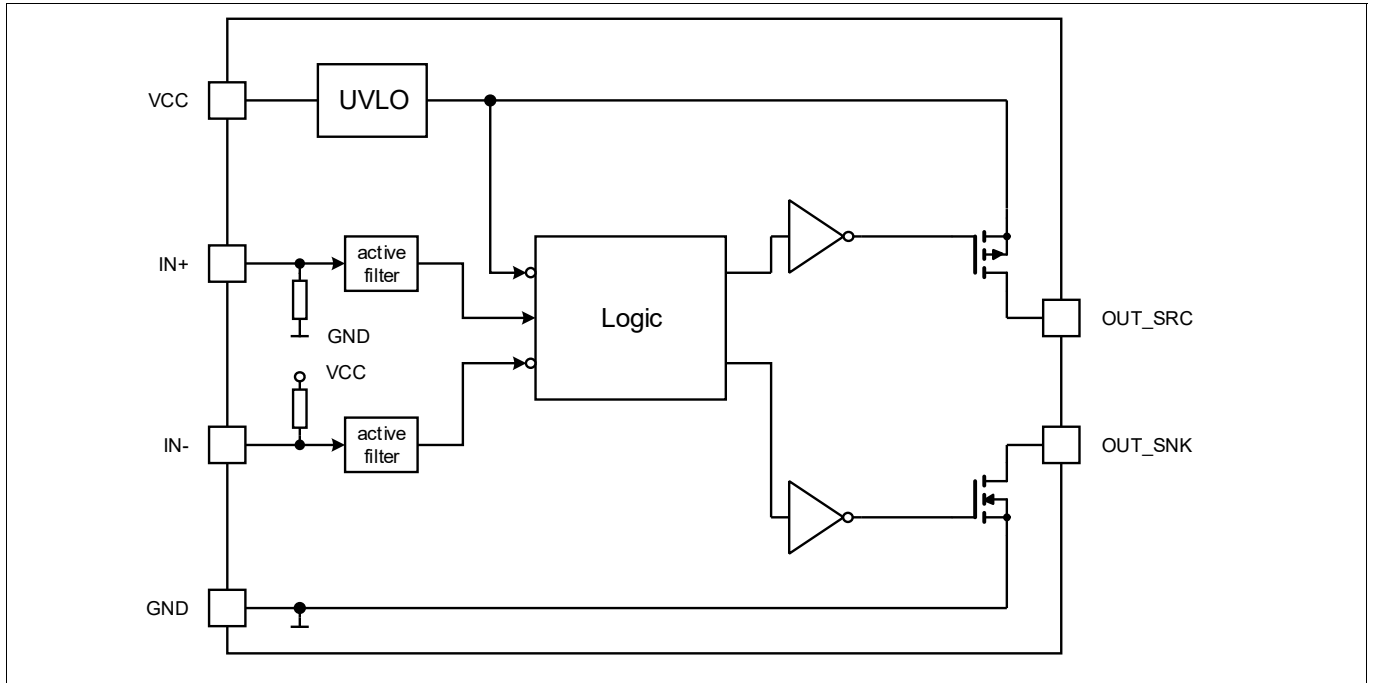 VCC
UVLO
IN+
active
filter
GND
Logic
OUT_SRC
VCC
IN-
active
filter
OUT_SNK
GND